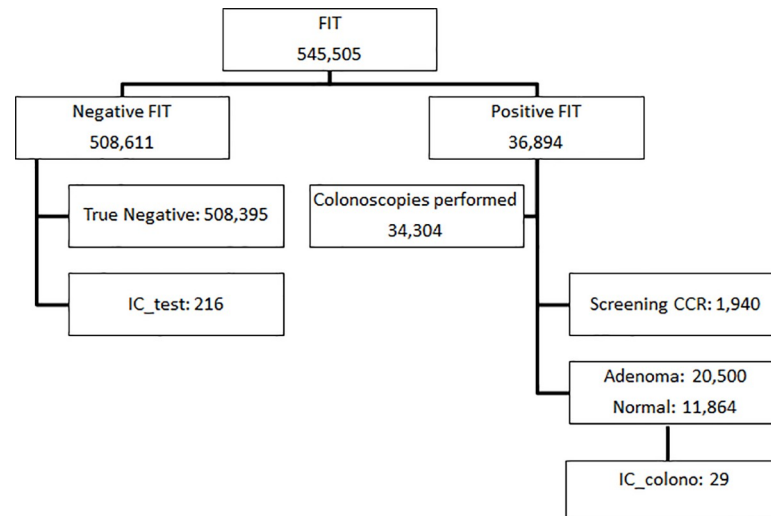 FIT
545,505
Negative FIT
508,611
Positive FIT
36,894
True Negative: 508,395
Colonoscopies performed
34,304
IC_test: 216
Screening CCR: 1,940
Adenoma: 20,500
Normal: 11,864
IC_colono: 29